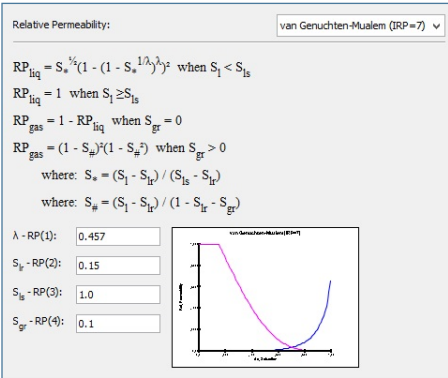 Relative Permeability: van Genuchten-Mualem (IRP=7)
RP_liq = S_*^½(1 - (1 - S_*^1/λ)^λ)² when S_l < S_ls
RP_liq = 1 when S_l ≥S_ls
RP_gas = 1 - RP_liq when S_gr = 0
RP_gas = (1 - S_#)²(1 - S_#²) when S_gr > 0
where: S_* = (S_l - S_lr) / (S_ls - S_lr)
where: S_# = (S_l - S_lr) / (1 - S_lr - S_gr)
λ - RP(1): 0.457
S_lr - RP(2): 0.15
S_ls - RP(3): 1.0
S_gr - RP(4): 0.1
van Genuchten-Mualem (IRP=7)